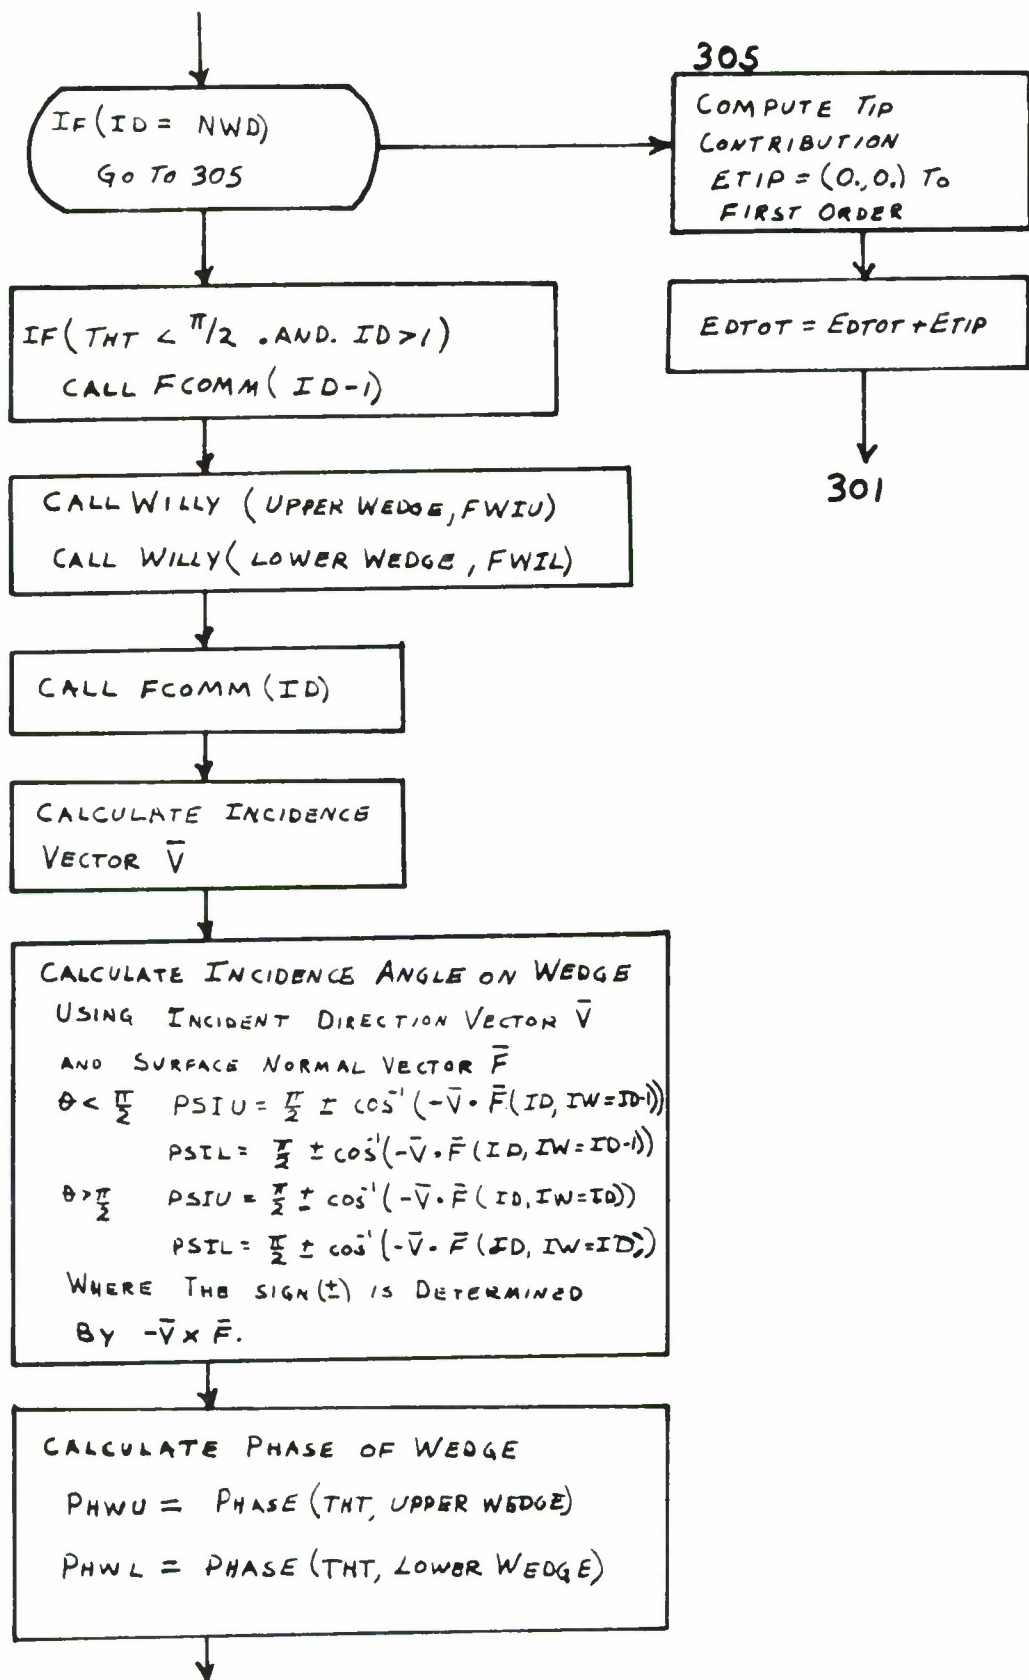 IF (ID = NWD)
GO TO 305
305
COMPUTE TIP
CONTRIBUTION
ETIP = (0.,0.) TO
FIRST ORDER
EDTOT = EDTOT + ETIP
301
IF (THT < π/2 .AND. ID>1)
CALL FCOMM( ID-1)
CALL WILLY (UPPER WEDGE, FWIU)
CALL WILLY( LOWER WEDGE, FWIL)
CALL FCOMM (ID)
CALCULATE INCIDENCE
VECTOR V̄
CALCULATE INCIDENCE ANGLE ON WEDGE
USING INCIDENT DIRECTION VECTOR V̄
AND SURFACE NORMAL VECTOR F̄
θ < π/2 PSIU = π/2 ± cos⁻¹(-V̄ · F̄(ID, IW=ID-1))
PSIL = π/2 ± cos⁻¹(-V̄ · F̄ (ID, IW=ID-1))
θ > π/2 PSIU = π/2 ± cos⁻¹(-V̄ · F̄ (ID, IW=ID))
PSIL = π/2 ± cos⁻¹(-V̄ · F̄ (ID, IW=ID))
WHERE THE SIGN (±) IS DETERMINED
BY -V̄ × F̄.
CALCULATE PHASE OF WEDGE
PHWU = PHASE (THT, UPPER WEDGE)
PHWL = PHASE (THT, LOWER WEDGE)